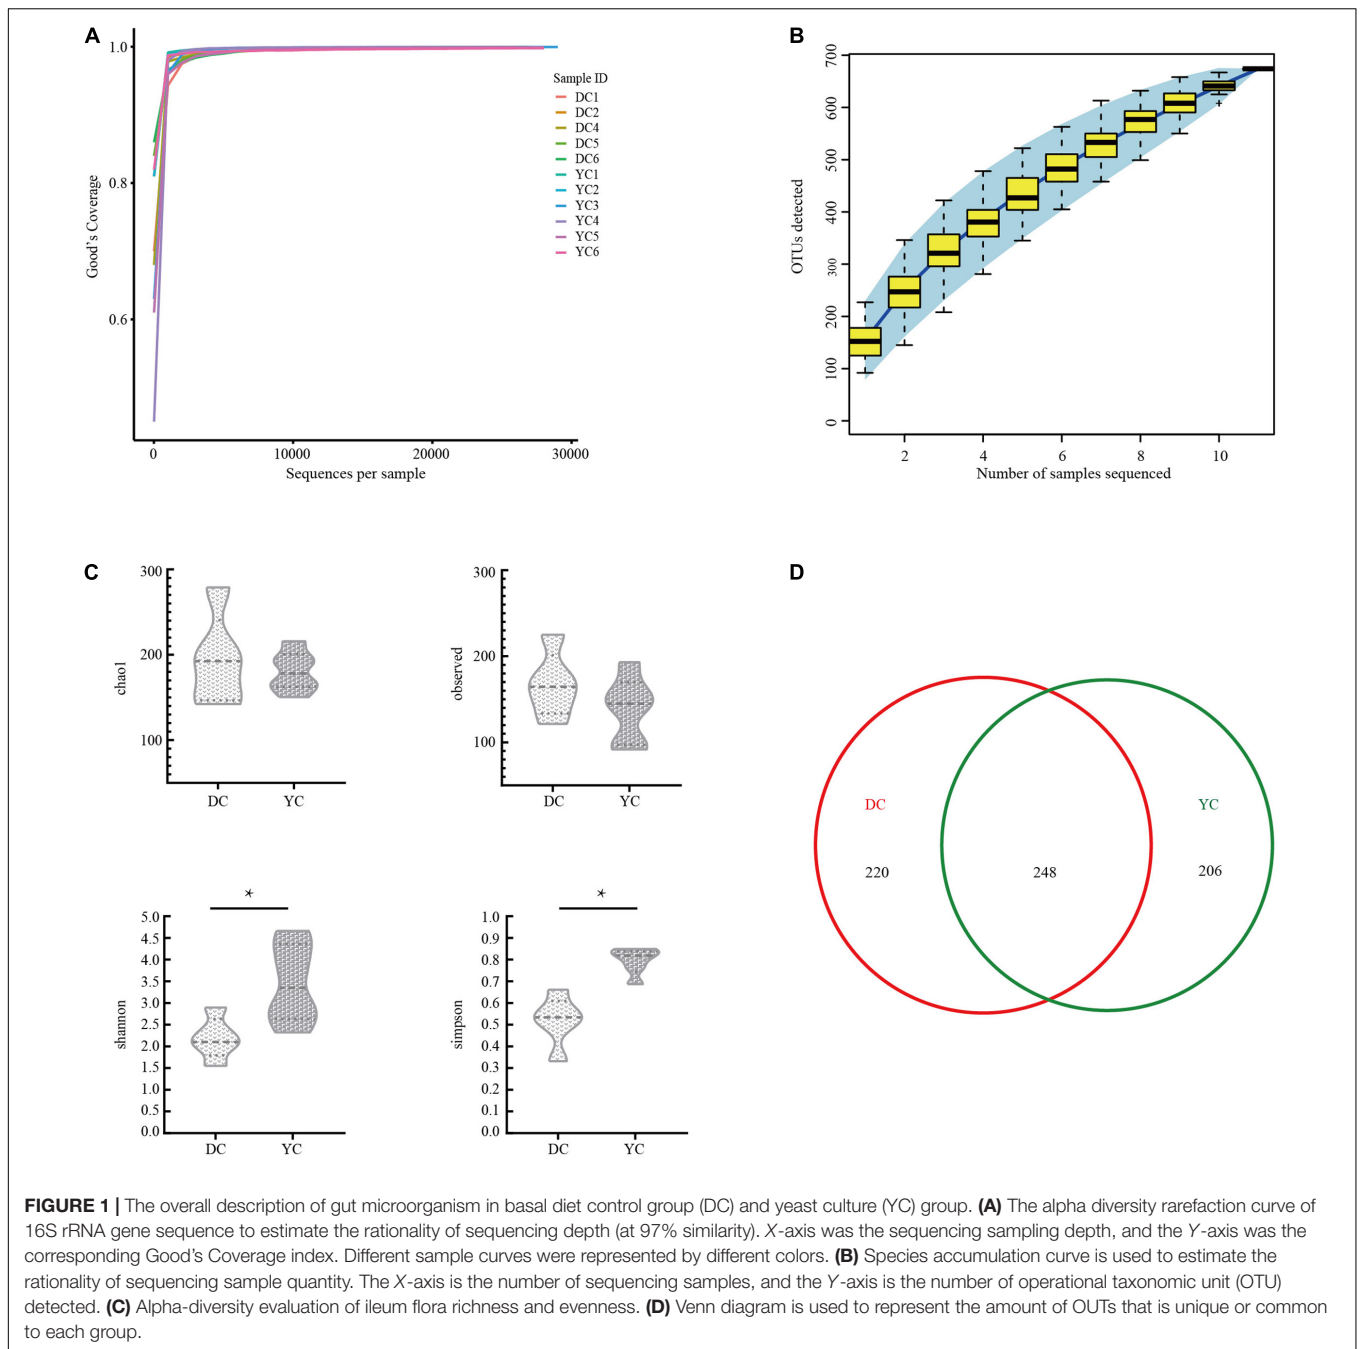 A
1.0
0.8
0.6
Good's Coverage
0
10000
20000
30000
Sequences per sample
Sample ID
DC1
DC2
DC4
DC5
DC6
YC1
YC2
YC3
YC4
YC5
YC6
B
700
600
500
400
300
200
100
0
OTUs detected
2
4
6
8
10
Number of samples sequenced
C
300
200
100
chao1
DC
YC
300
200
100
observed
DC
YC
*
5.0
4.5
4.0
3.5
3.0
2.5
2.0
1.5
1.0
0.5
0.0
shannon
DC
YC
*
1.0
0.9
0.8
0.7
0.6
0.5
0.4
0.3
0.2
0.1
0.0
simpson
DC
YC
D
DC
YC
220
248
206
FIGURE 1 | The overall description of gut microorganism in basal diet control group (DC) and yeast culture (YC) group. (A) The alpha diversity rarefaction curve of
16S rRNA gene sequence to estimate the rationality of sequencing depth (at 97% similarity). X-axis was the sequencing sampling depth, and the Y-axis was the
corresponding Good's Coverage index. Different sample curves were represented by different colors. (B) Species accumulation curve is used to estimate the
rationality of sequencing sample quantity. The X-axis is the number of sequencing samples, and the Y-axis is the number of operational taxonomic unit (OTU)
detected. (C) Alpha-diversity evaluation of ileum flora richness and evenness. (D) Venn diagram is used to represent the amount of OUTs that is unique or common
to each group.